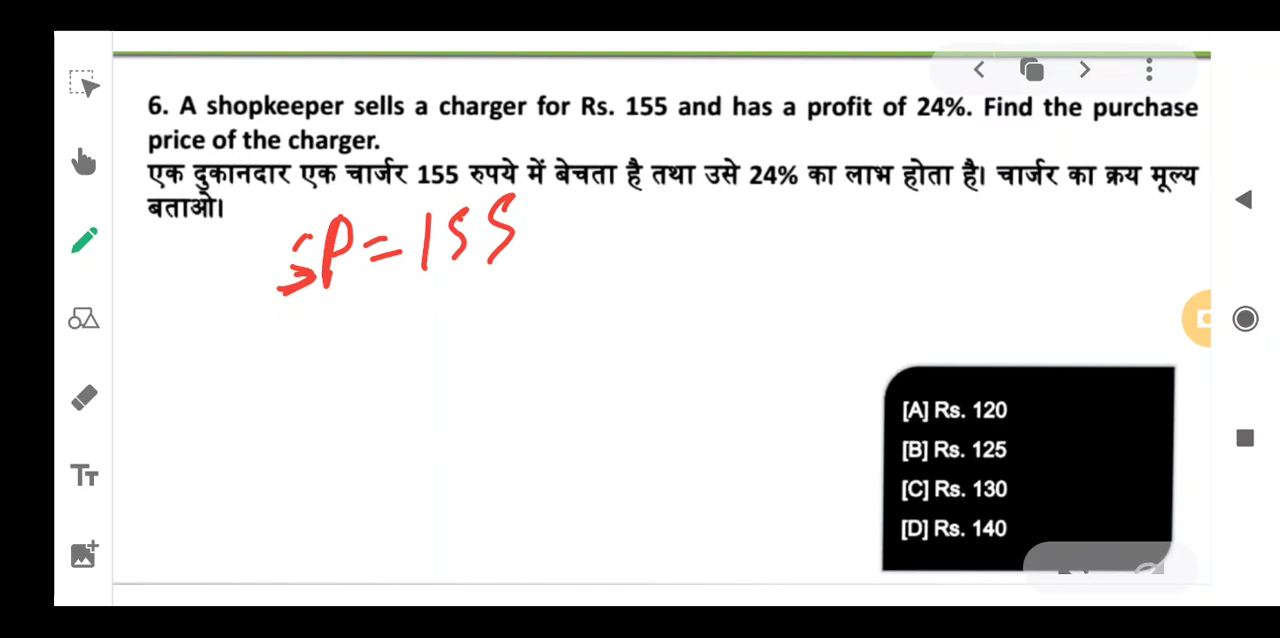 6. A shopkeeper sells a charger for Rs. 155 and has a profit of 24%. Find the purchase
price of the charger.
एक दुकानदार एक चार्जर 155 रुपये में बेचता है तथा उसे 24% का लाभ होता है। चार्जर का क्रय मूल्य
बताओ।
SP = 155
[A] Rs. 120
[B] Rs. 125
[C] Rs. 130
[D] Rs. 140
TT